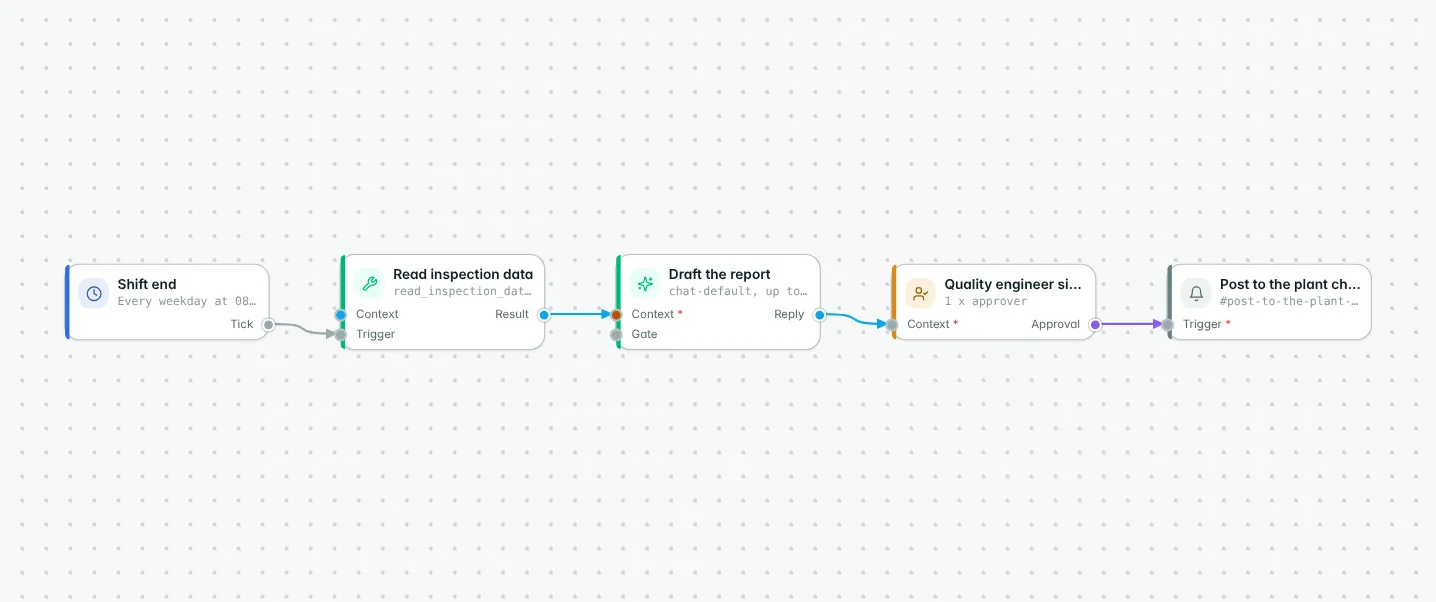 Shift end
Every weekday at 08…
Tick
Read inspection data
read_inspection_dat…
Context
Result
Trigger
Draft the report
chat-default, up to…
Context *
Reply
Gate
Quality engineer si…
1 x approver
Context *
Approval
Post to the plant ch…
#post-to-the-plant-…
Trigger *